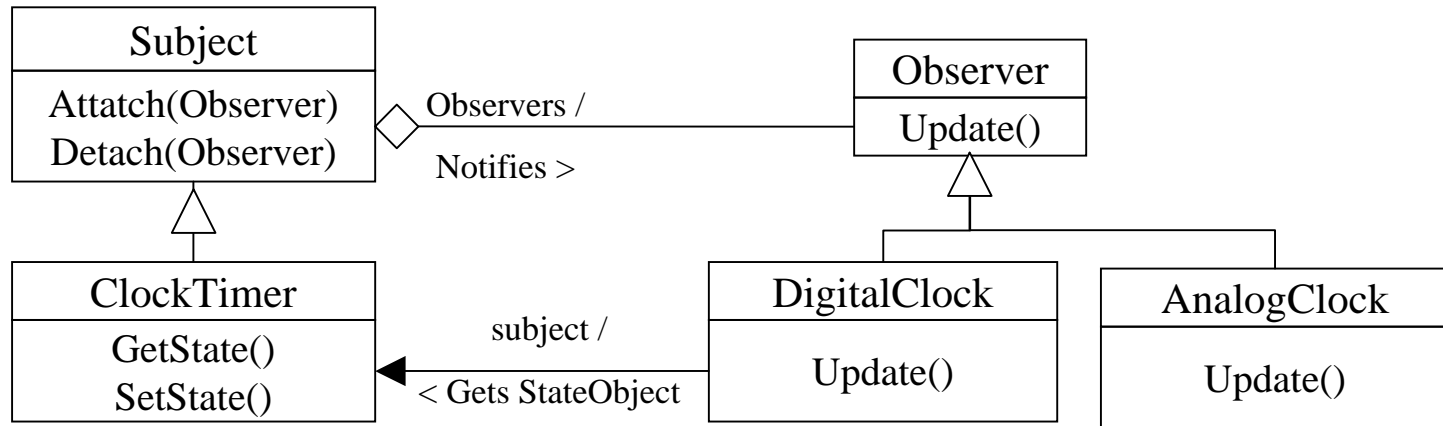 Subject
Attatch(Observer)
Detach(Observer)
Observers /
Notifies >
Observer
Update()
ClockTimer
GetState()
SetState()
subject /
< Gets StateObject
DigitalClock
Update()
AnalogClock
Update()